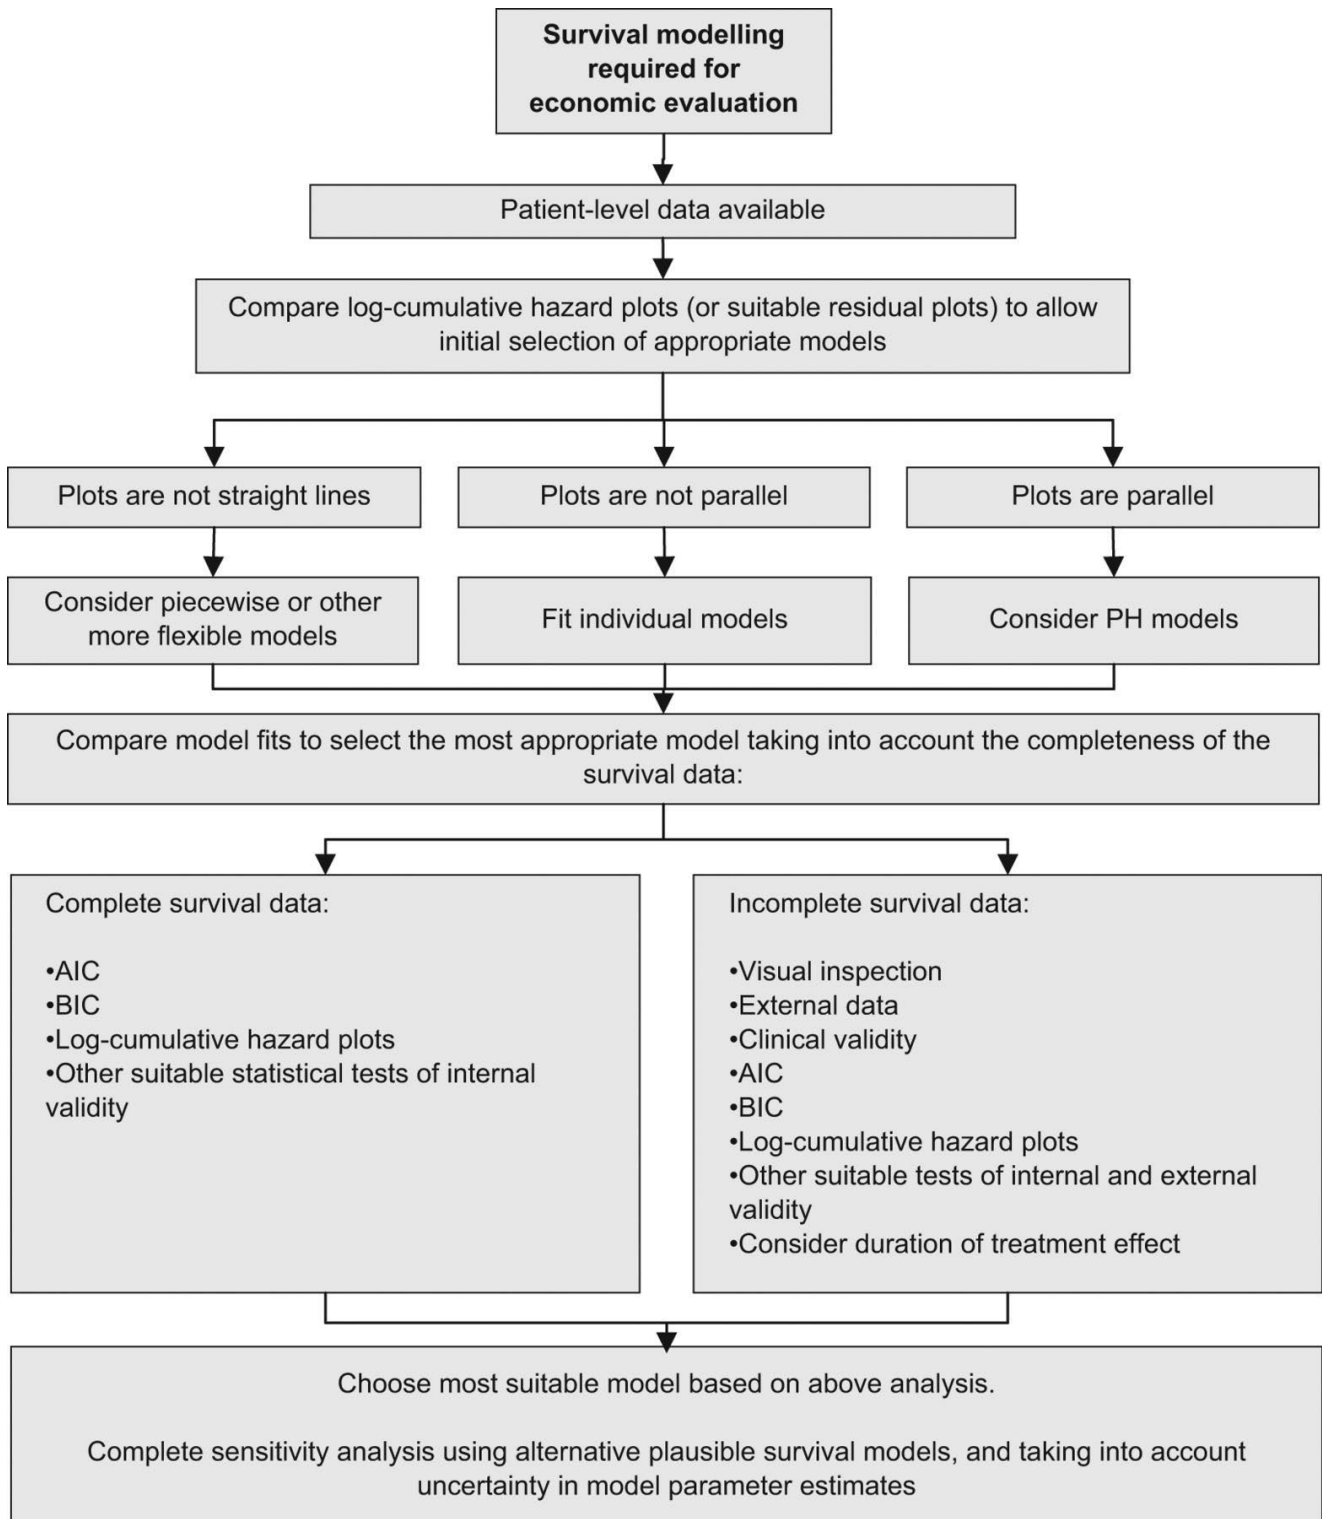 Survival modelling
required for
economic evaluation
Patient-level data available
Compare log-cumulative hazard plots (or suitable residual plots) to allow
initial selection of appropriate models
Plots are not straight lines
Plots are not parallel
Plots are parallel
Consider piecewise or other
more flexible models
Fit individual models
Consider PH models
Compare model fits to select the most appropriate model taking into account the completeness of the
survival data:
Complete survival data:
•AIC
•BIC
•Log-cumulative hazard plots
•Other suitable statistical tests of internal
validity
Incomplete survival data:
•Visual inspection
•External data
•Clinical validity
•AIC
•BIC
•Log-cumulative hazard plots
•Other suitable tests of internal and external
validity
•Consider duration of treatment effect
Choose most suitable model based on above analysis.
Complete sensitivity analysis using alternative plausible survival models, and taking into account
uncertainty in model parameter estimates